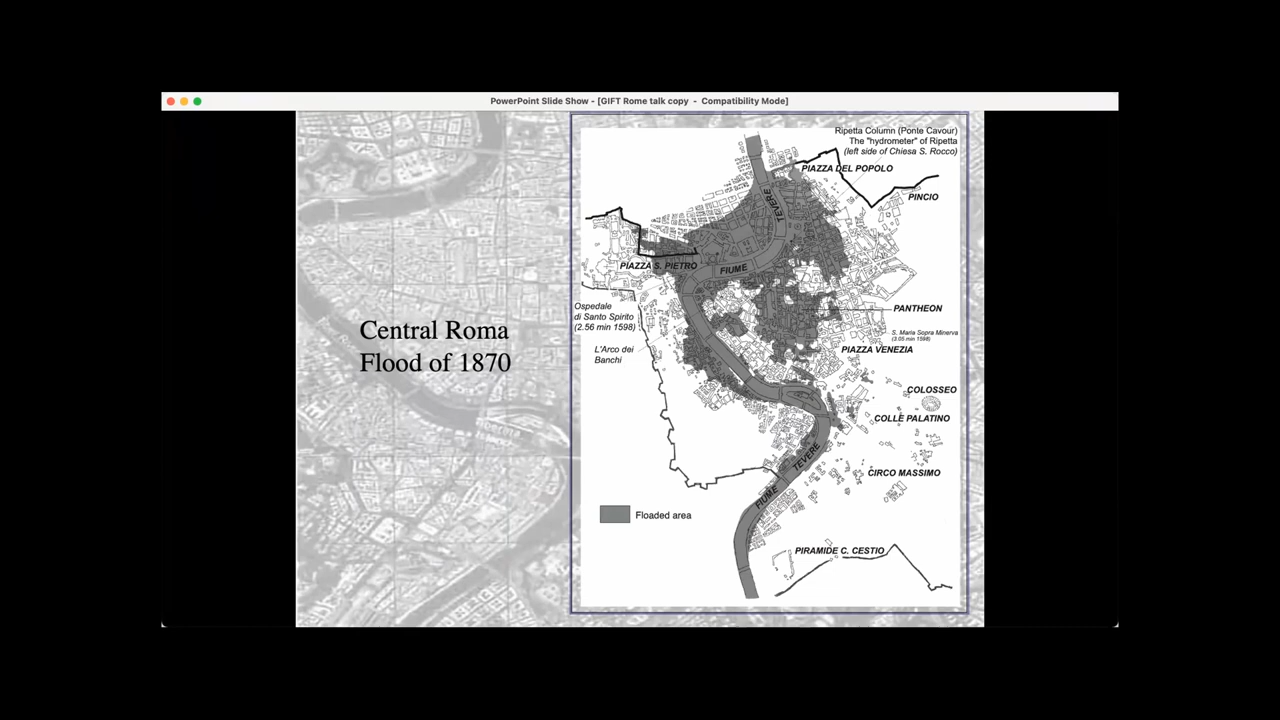 PowerPoint Slide Show - [GIFT Rome talk copy - Compatibility Mode]
Central Roma
Flood of 1870
Ripetta Column (Ponte Cavour)
The "hydrometer" of Ripetta
(left side of Chiesa S. Rocco)
PIAZZA DEL POPOLO
PINCIO
TEVERE
PIAZZA S. PIETRO
FIUME
Ospedale
di Santo Spirito
(2.56 min 1598)
PANTHEON
S. Maria Sopra Minerva
(3.05 min 1598)
L'Arco dei
Banchi
PIAZZA VENEZIA
COLOSSEO
COLLE PALATINO
TEVERE
CIRCO MASSIMO
FIUME
Floaded area
PIRAMIDE C. CESTIO